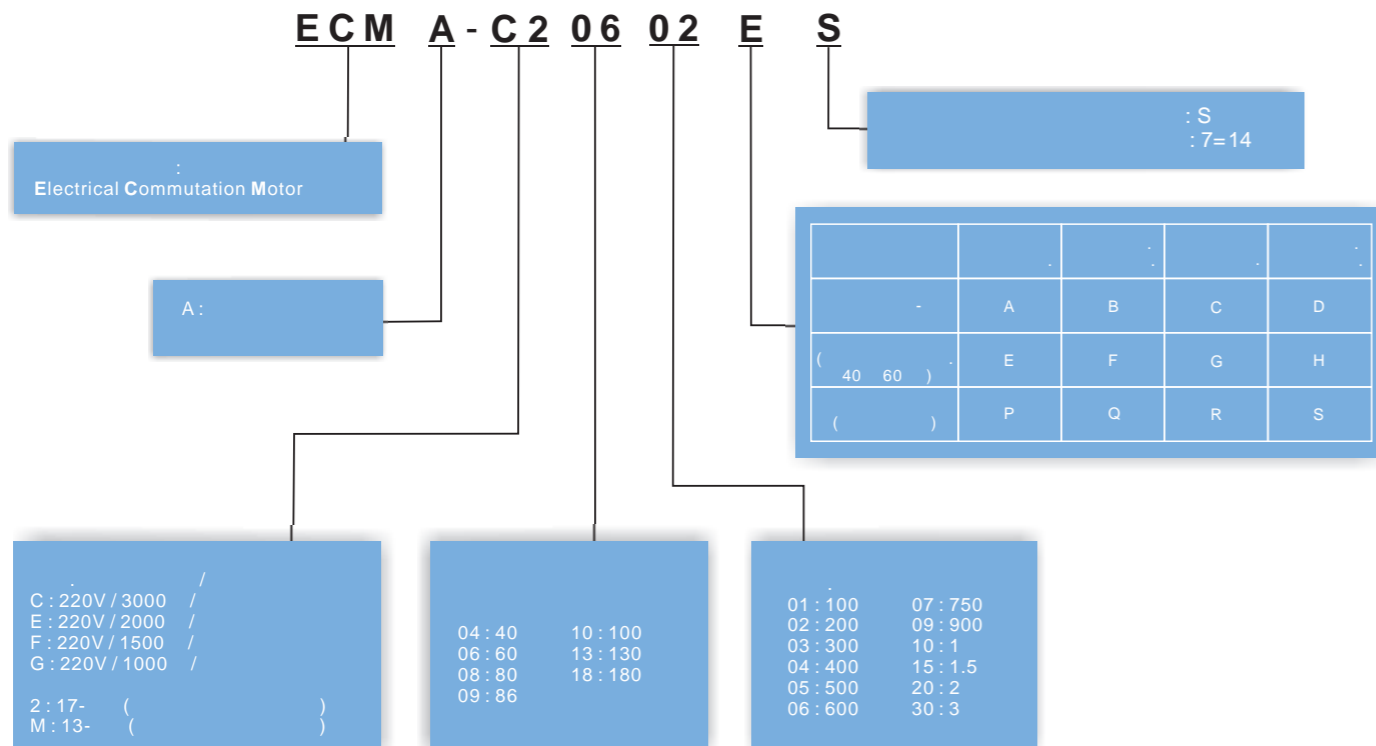 ECM A-C2 06 02 E S
: S
: 7=14
:
Electrical Commutation Motor
A :
. : . : . .
- A B C D
( . 40 60 ) E F G H
( ) P Q R S
. /
C : 220V / 3000 /
E : 220V / 2000 /
F : 220V / 1500 /
G : 220V / 1000 /
2 : 17- ( )
M : 13- ( )
04 : 40 10 : 100
06 : 60 13 : 130
08 : 80 18 : 180
09 : 86
.
01 : 100 07 : 750
02 : 200 09 : 900
03 : 300 10 : 1
04 : 400 15 : 1.5
05 : 500 20 : 2
06 : 600 30 : 3